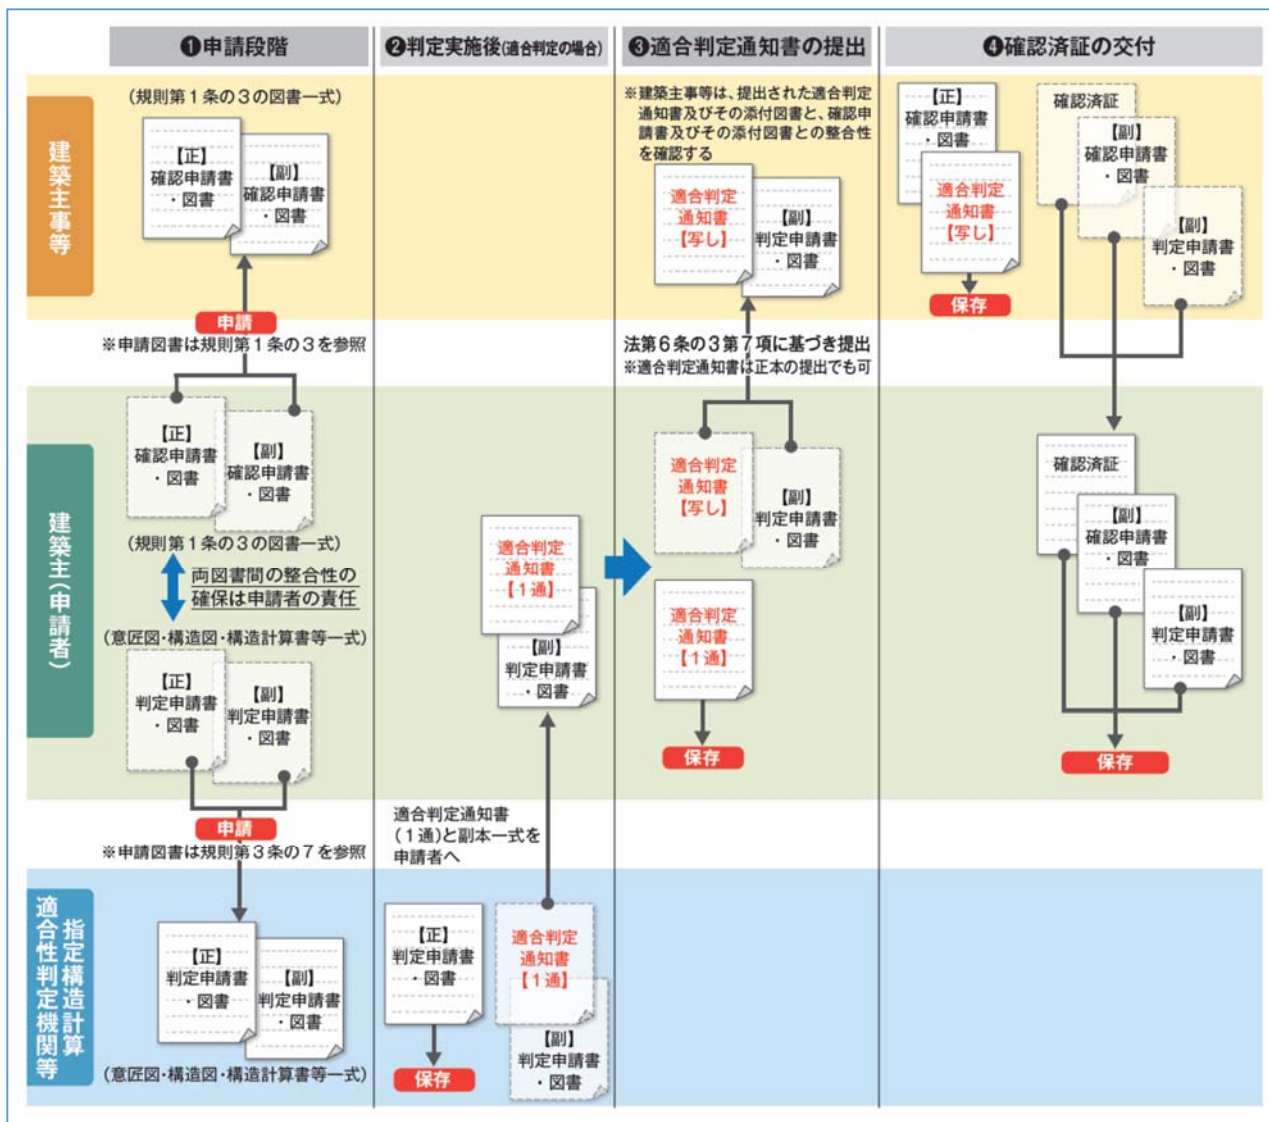 ❶申請段階
❷判定実施後(適合判定の場合)
❸適合判定通知書の提出
❹確認済証の交付
建築主事等
(規則第1条の3の図書一式)
【正】
確認申請書
・図書
【副】
確認申請書
・図書
申請
※申請図書は規則第1条の3を参照
※建築主事等は、提出された適合判定
通知書及びその添付図書と、確認申
請書及びその添付図書との整合性
を確認する
適合判定
通知書
【写し】
【副】
判定申請書
・図書
法第6条の3第7項に基づき提出
※適合判定通知書は正本の提出でも可
【正】
確認申請書
・図書
適合判定
通知書
【写し】
保存
確認済証
【副】
確認申請書
・図書
【副】
判定申請書
・図書
建築主(申請者)
【正】
確認申請書
・図書
【副】
確認申請書
・図書
(規則第1条の3の図書一式)
両図書間の整合性の
確保は申請者の責任
(意匠図・構造図・構造計算書等一式)
【正】
判定申請書
・図書
【副】
判定申請書
・図書
申請
※申請図書は規則第3条の7を参照
適合判定
通知書
【1通】
【副】
判定申請書
・図書
適合判定通知書
(1通)と副本一式を
申請者へ
適合判定
通知書
【写し】
【副】
判定申請書
・図書
適合判定
通知書
【1通】
保存
確認済証
【副】
確認申請書
・図書
【副】
判定申請書
・図書
保存
指定構造計算
適合性判定機関等
【正】
判定申請書
・図書
【副】
判定申請書
・図書
(意匠図・構造図・構造計算書等一式)
【正】
判定申請書
・図書
保存
適合判定
通知書
【1通】
【副】
判定申請書
・図書